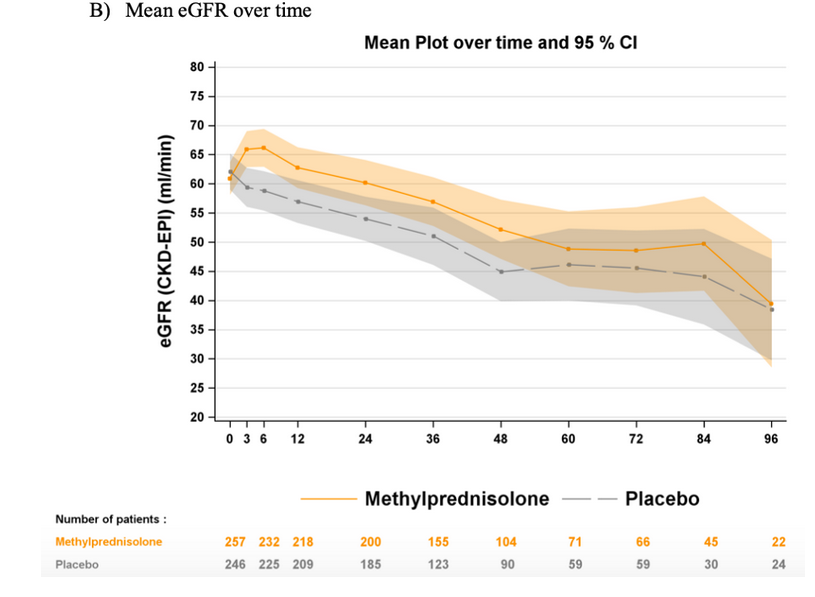 B) Mean eGFR over time
Mean Plot over time and 95 % CI
eGFR (CKD-EPI) (ml/min)
80
75
70
65
60
55
50
45
40
35
30
25
20
0 3 6 12 24 36 48 60 72 84 96
Methylprednisolone Placebo
Number of patients :
Methylprednisolone 257 232 218 200 155 104 71 66 45 22
Placebo 246 225 209 185 123 90 59 59 30 24